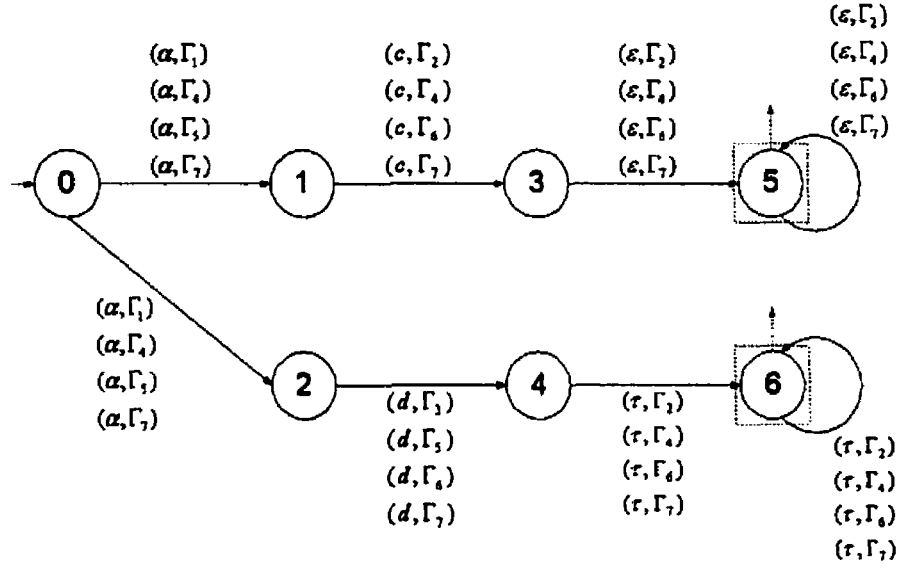 (ε,Γ₂)
(α,Γ₁) (c,Γ₂) (ε,Γ₂) (ε,Γ₄)
(α,Γ₄) (c,Γ₄) (ε,Γ₄) (ε,Γ₆)
(α,Γ₅) (c,Γ₆) (ε,Γ₆) (ε,Γ₇)
(α,Γ₇) (c,Γ₇) (ε,Γ₇)
0 1 3 5
(α,Γ₁)
(α,Γ₄)
(α,Γ₅)
(α,Γ₇)
2 4 6
(d,Γ₃) (τ,Γ₂)
(d,Γ₅) (τ,Γ₄) (τ,Γ₂)
(d,Γ₆) (τ,Γ₆) (τ,Γ₄)
(d,Γ₇) (τ,Γ₇) (τ,Γ₆)
(τ,Γ₇)